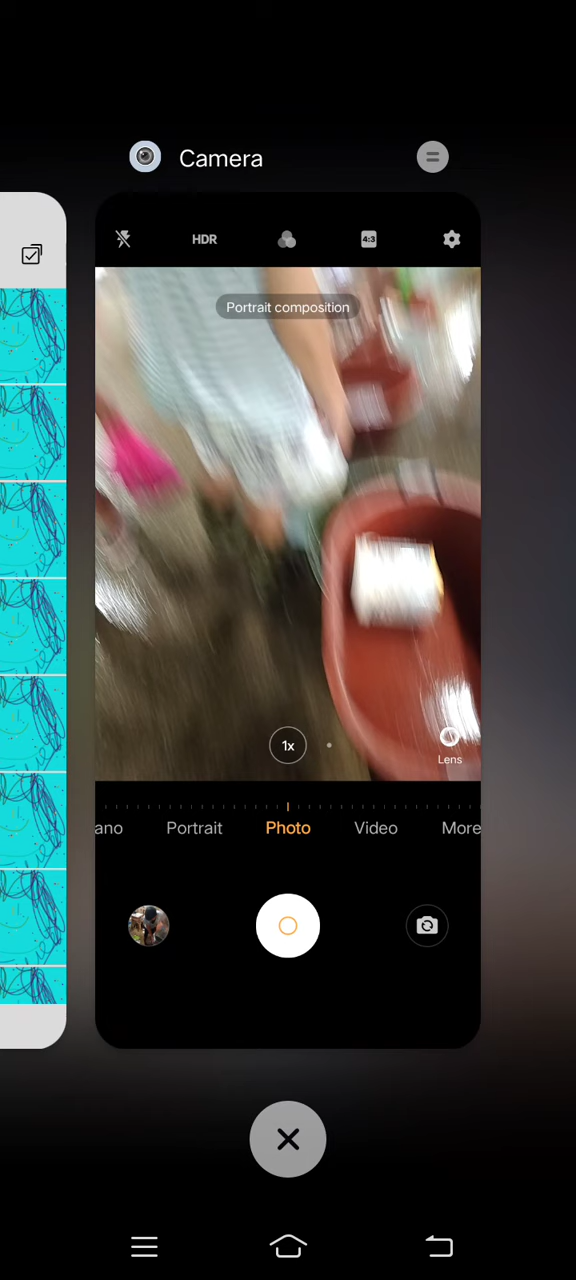 Camera
HDR
4:3
Portrait composition
1x
Lens
ano Portrait Photo Video More